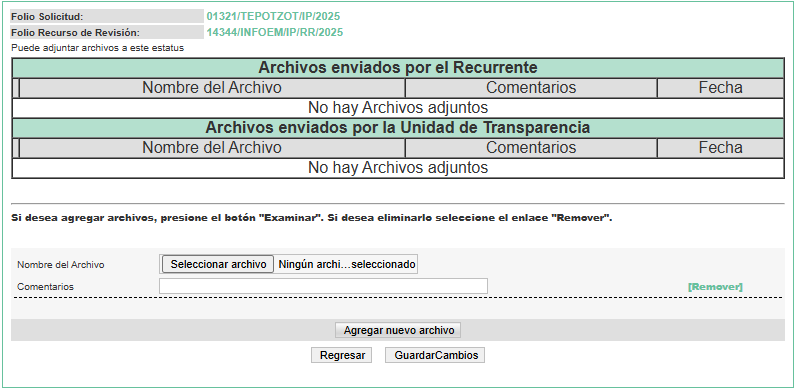 Folio Solicitud: 01321/TEPOTZOT/IP/2025
Folio Recurso de Revisión: 14344/INFOEM/IP/RR/2025
Puede adjuntar archivos a este estatus
Archivos enviados por el Recurrente
Nombre del Archivo Comentarios Fecha
No hay Archivos adjuntos
Archivos enviados por la Unidad de Transparencia
Nombre del Archivo Comentarios Fecha
No hay Archivos adjuntos
Si desea agregar archivos, presione el botón "Examinar". Si desea eliminarlo seleccione el enlace "Remover".
Nombre del Archivo Seleccionar archivo Ningún archi...seleccionado
Comentarios [Remover]
Agregar nuevo archivo
Regresar GuardarCambios